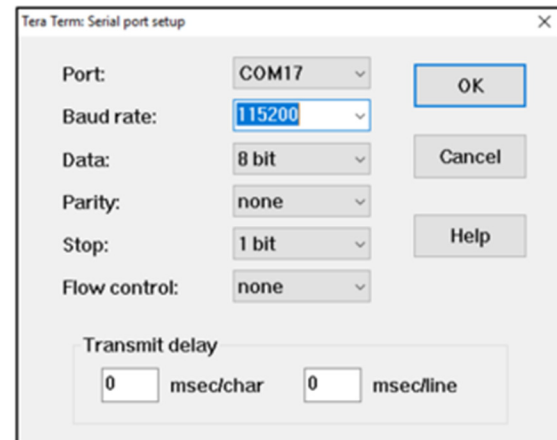 Tera Term: Serial port setup
Port: COM17
OK
Baud rate: 115200
Data: 8 bit
Cancel
Parity: none
Stop: 1 bit
Help
Flow control: none
Transmit delay
0 msec/char 0 msec/line